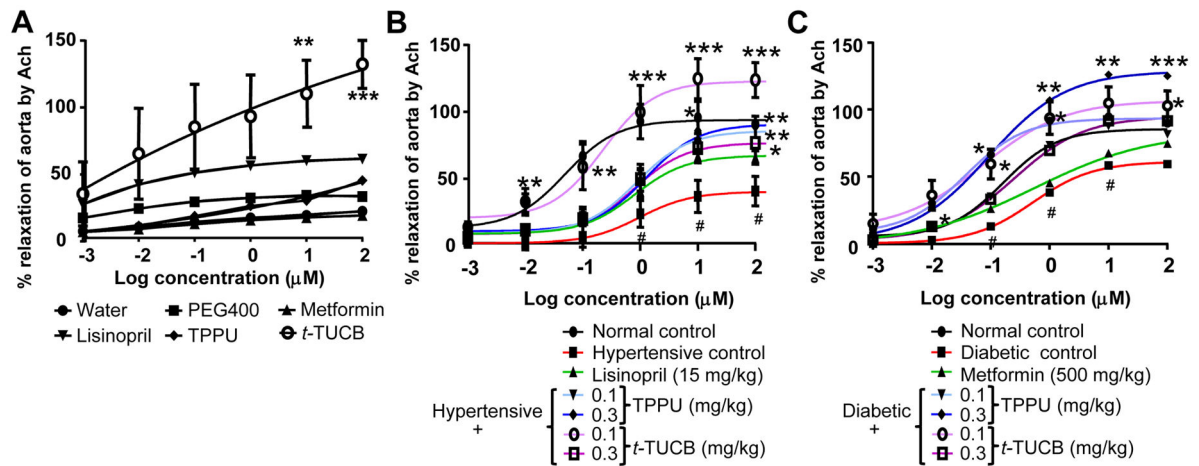 A
% relaxation of aorta by Ach
150
100
50
0
-3 -2 -1 0 1 2
Log concentration (μM)
**
***
Water PEG400 Metformin
Lisinopril TPPU t-TUCB
B
% relaxation of aorta by Ach
150
100
50
0
-3 -2 -1 0 1 2
Log concentration (μM)
*** *** ***
* **
** ** **
*
# # #
Normal control
Hypertensive control
Lisinopril (15 mg/kg)
Hypertensive
+
0.1
0.3
TPPU (mg/kg)
0.1
0.3
t-TUCB (mg/kg)
C
% relaxation of aorta by Ach
150
100
50
0
-3 -2 -1 0 1 2
Log concentration (μM)
** ** ***
* * *
* *
# # #
Normal control
Diabetic control
Metformin (500 mg/kg)
Diabetic
+
0.1
0.3
TPPU (mg/kg)
0.1
0.3
t-TUCB (mg/kg)